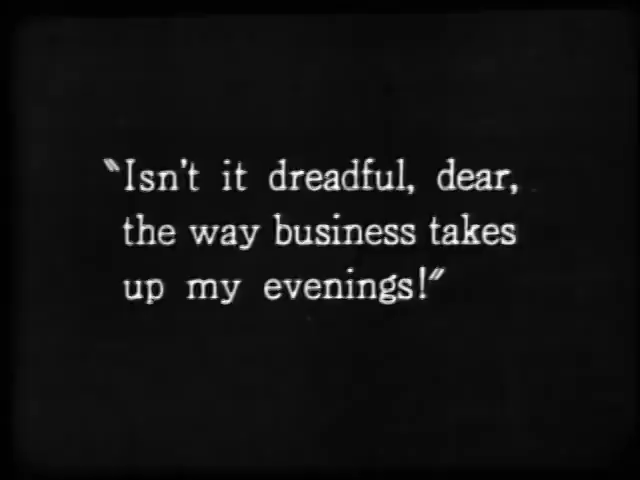 "Isn't it dreadful, dear,
the way business takes
up my evenings!"